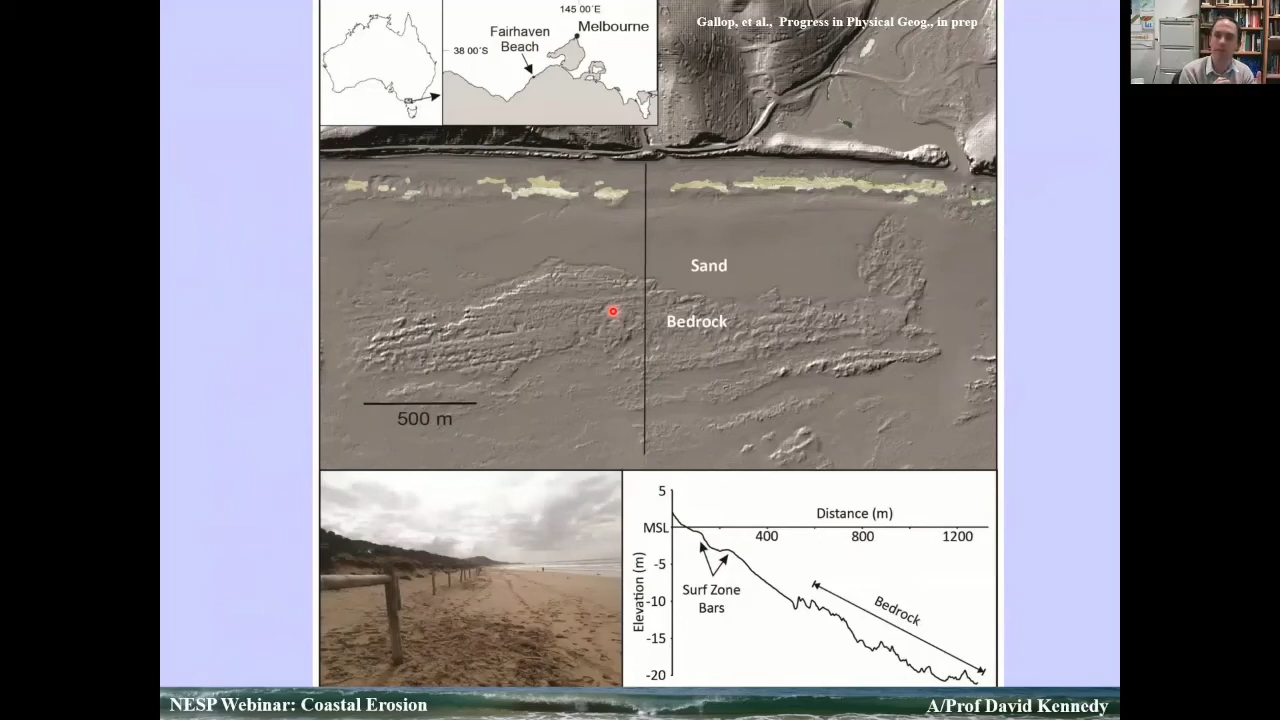 Gallop, et al., Progress in Physical Geog., in prep
145 00´E
Melbourne
Fairhaven
Beach
38 00´S
Sand
Bedrock
500 m
5
MSL
-5
-10
-15
-20
Elevation (m)
Distance (m)
400
800
1200
Surf Zone
Bars
Bedrock
NESP Webinar: Coastal Erosion
A/Prof David Kennedy